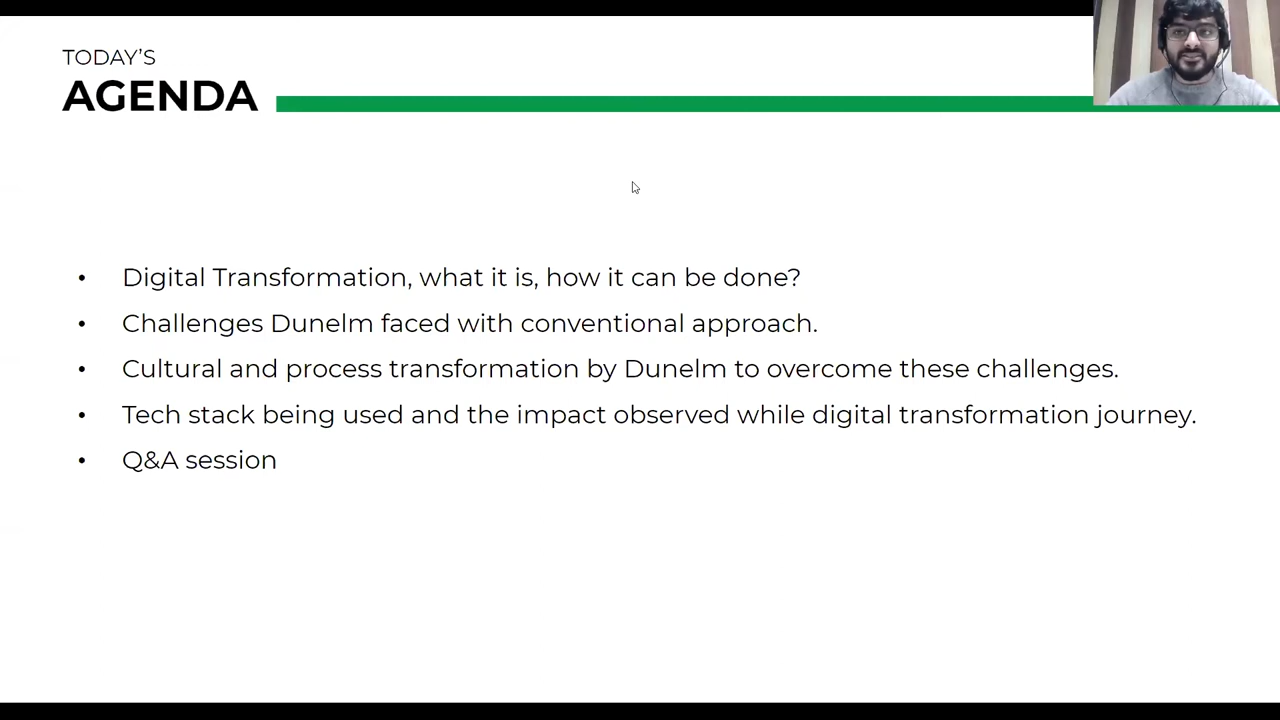 TODAY'S
AGENDA
• Digital Transformation, what it is, how it can be done?
• Challenges Dunelm faced with conventional approach.
• Cultural and process transformation by Dunelm to overcome these challenges.
• Tech stack being used and the impact observed while digital transformation journey.
• Q&A session